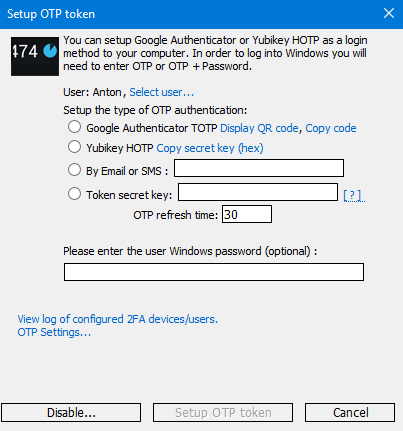 Setup OTP token
474
You can setup Google Authenticator or Yubikey HOTP as a login
method to your computer. In order to log into Windows you will
need to enter OTP or OTP + Password.
User: Anton, Select user...
Setup the type of OTP authentication:
Google Authenticator TOTP Display QR code, Copy code
Yubikey HOTP Copy secret key (hex)
By Email or SMS :
Token secret key: [ ? ]
OTP refresh time: 30
Please enter the user Windows password (optional) :
View log of configured 2FA devices/users.
OTP Settings...
Disable... Setup OTP token Cancel